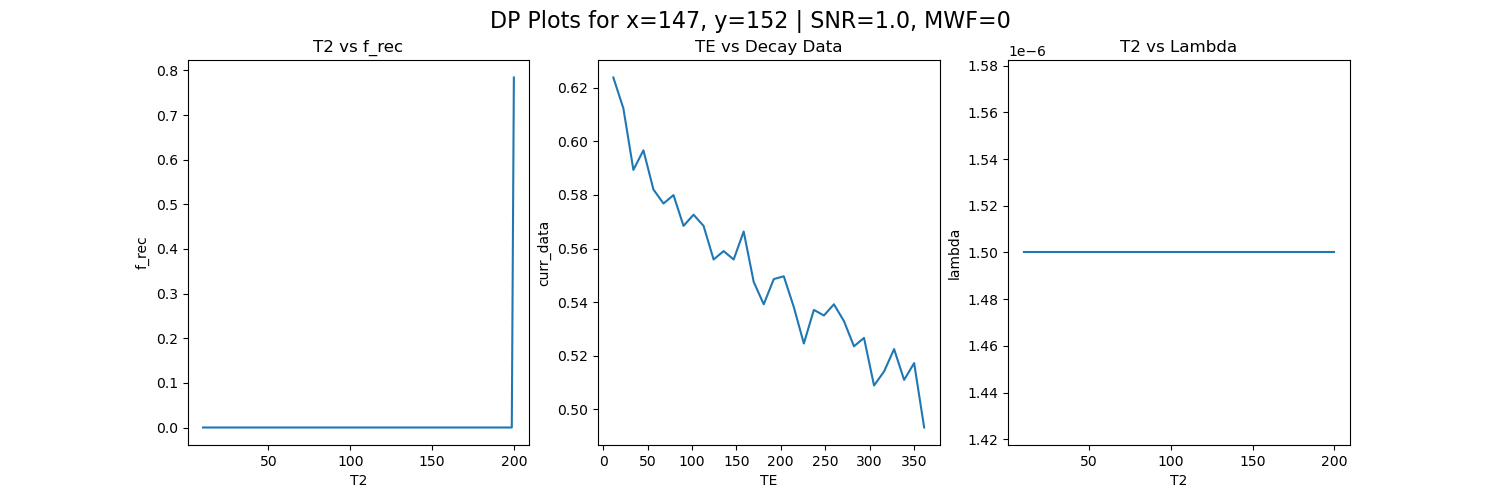 DP Plots for x=147, y=152 | SNR=1.0, MWF=0
T2 vs f_rec
0.8
0.7
0.6
0.5
0.4
0.3
0.2
0.1
0.0
f_rec
50 100 150 200
T2
TE vs Decay Data
0.62
0.60
0.58
0.56
0.54
0.52
0.50
curr_data
0 50 100 150 200 250 300 350
TE
T2 vs Lambda
1e−6
1.58
1.56
1.54
1.52
1.50
1.48
1.46
1.44
1.42
lambda
50 100 150 200
T2